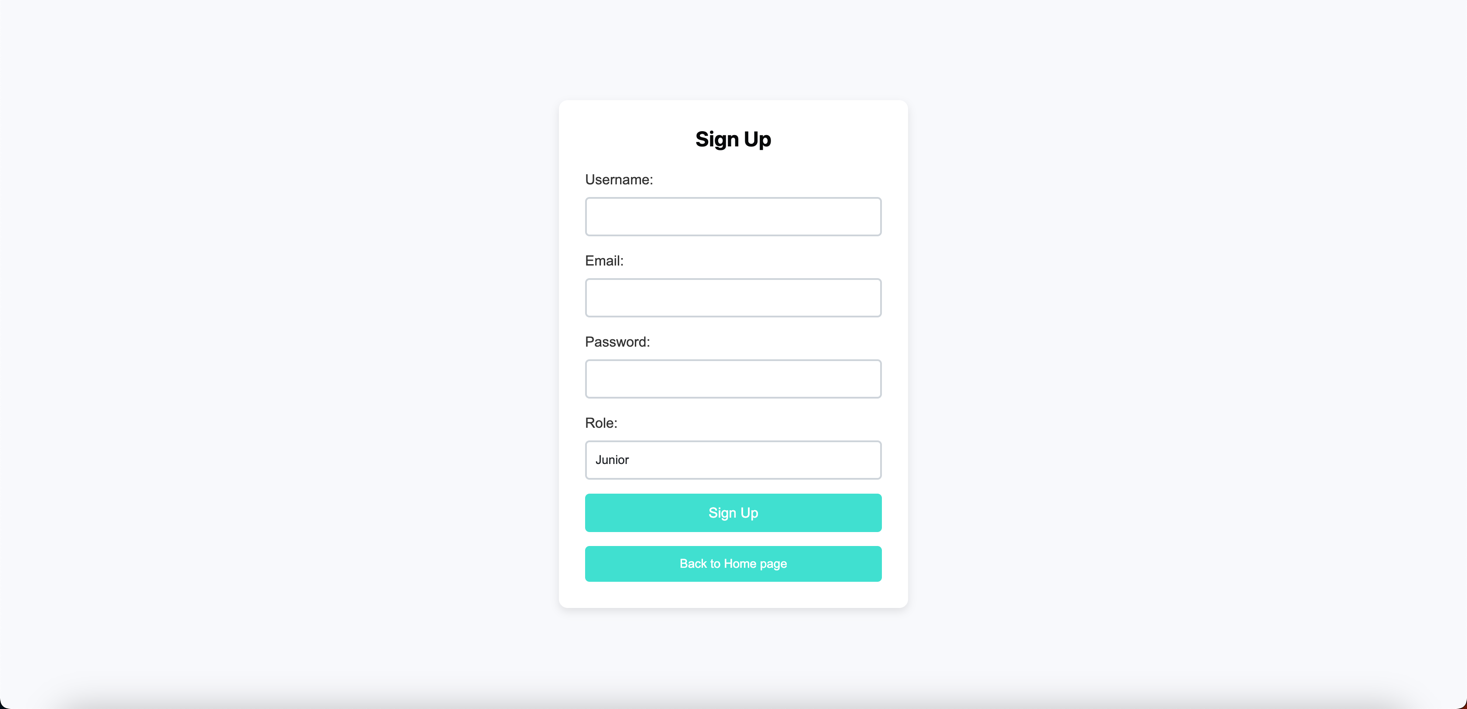 Sign Up
Username:
Email:
Password:
Role:
Junior
Sign Up
Back to Home page